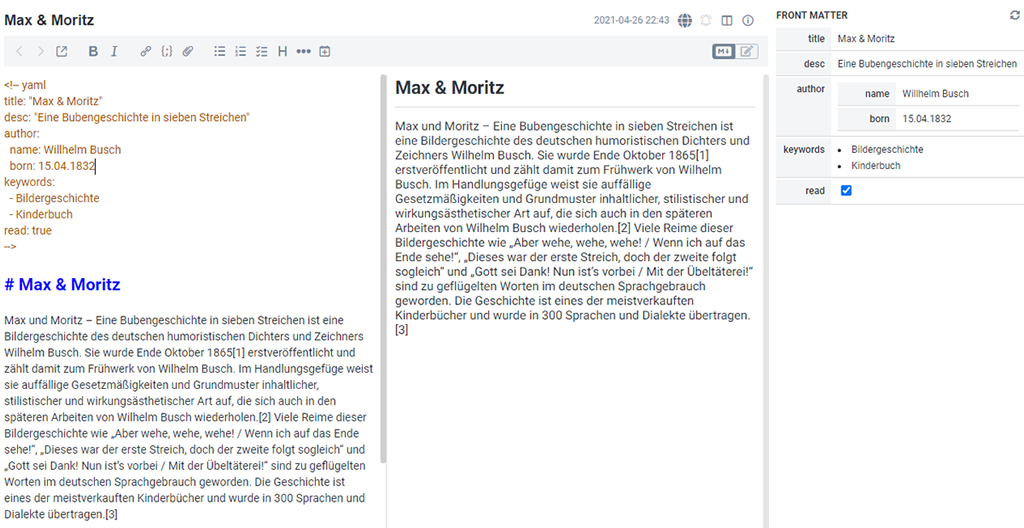 Max & Moritz
2021-04-26 22:43
B I H
M↓
<!-- yaml
title: "Max & Moritz"
desc: "Eine Bubengeschichte in sieben Streichen"
author:
name: Willhelm Busch
born: 15.04.1832
keywords:
- Bildergeschichte
- Kinderbuch
read: true
-->
# Max & Moritz
Max und Moritz – Eine Bubengeschichte in sieben Streichen ist eine
Bildergeschichte des deutschen humoristischen Dichters und Zeichners
Wilhelm Busch. Sie wurde Ende Oktober 1865[1] erstveröffentlicht und
zählt damit zum Frühwerk von Wilhelm Busch. Im Handlungsgefüge weist
sie auffällige Gesetzmäßigkeiten und Grundmuster inhaltlicher,
stilistischer und wirkungsästhetischer Art auf, die sich auch in den
späteren Arbeiten von Wilhelm Busch wiederholen.[2] Viele Reime dieser
Bildergeschichte wie „Aber wehe, wehe, wehe! / Wenn ich auf das Ende
sehe!“, „Dieses war der erste Streich, doch der zweite folgt sogleich“ und
„Gott sei Dank! Nun ist’s vorbei / Mit der Übeltäterei!“ sind zu geflügelten
Worten im deutschen Sprachgebrauch geworden. Die Geschichte ist
eines der meistverkauften Kinderbücher und wurde in 300 Sprachen und
Dialekte übertragen.[3]
Max & Moritz
Max und Moritz – Eine Bubengeschichte in sieben Streichen ist
eine Bildergeschichte des deutschen humoristischen Dichters und
Zeichners Wilhelm Busch. Sie wurde Ende Oktober 1865[1]
erstveröffentlicht und zählt damit zum Frühwerk von Wilhelm
Busch. Im Handlungsgefüge weist sie auffällige
Gesetzmäßigkeiten und Grundmuster inhaltlicher, stilistischer und
wirkungsästhetischer Art auf, die sich auch in den späteren
Arbeiten von Wilhelm Busch wiederholen.[2] Viele Reime dieser
Bildergeschichte wie „Aber wehe, wehe, wehe! / Wenn ich auf das
Ende sehe!“, „Dieses war der erste Streich, doch der zweite folgt
sogleich“ und „Gott sei Dank! Nun ist’s vorbei / Mit der Übeltäterei!“
sind zu geflügelten Worten im deutschen Sprachgebrauch
geworden. Die Geschichte ist eines der meistverkauften
Kinderbücher und wurde in 300 Sprachen und Dialekte übertragen.
[3]
FRONT MATTER
title Max & Moritz
desc Eine Bubengeschichte in sieben Streichen
author name Willhelm Busch
born 15.04.1832
keywords • Bildergeschichte
• Kinderbuch
read